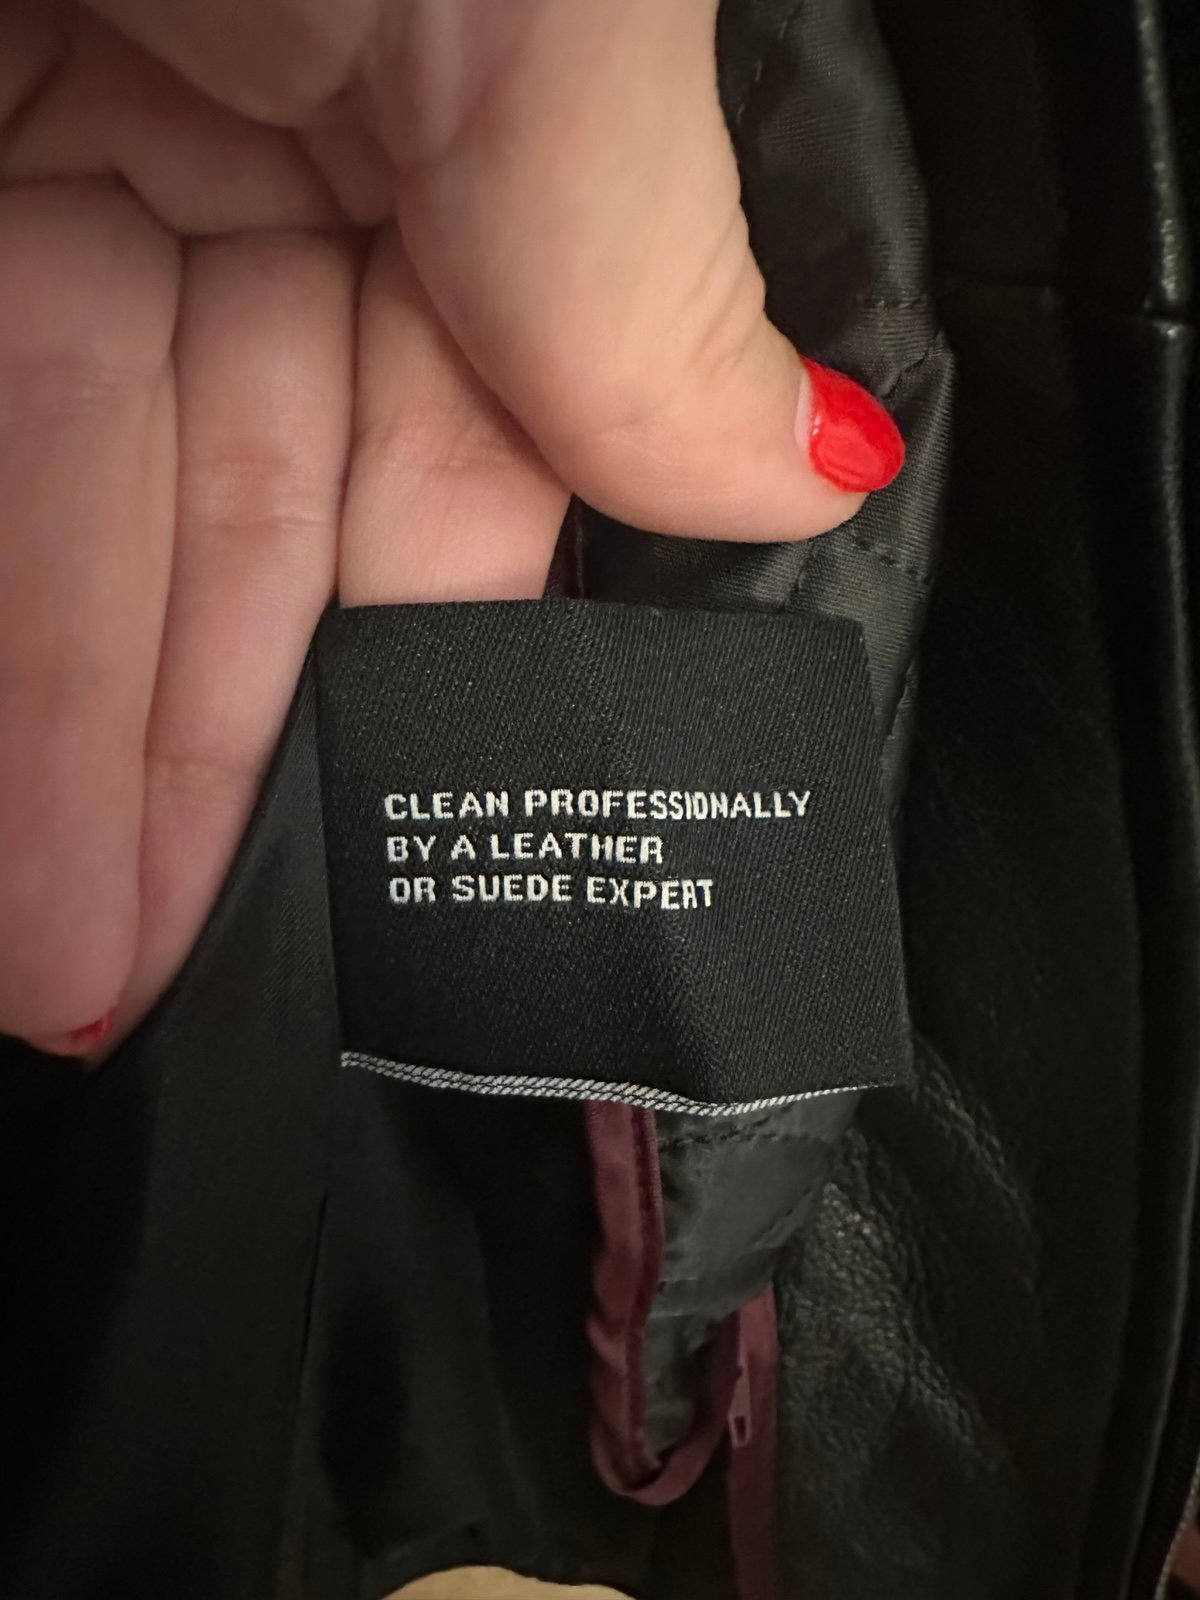 CLEAN PROFESSIONALLY
BY A LEATHER
OR SUEDE EXPERT